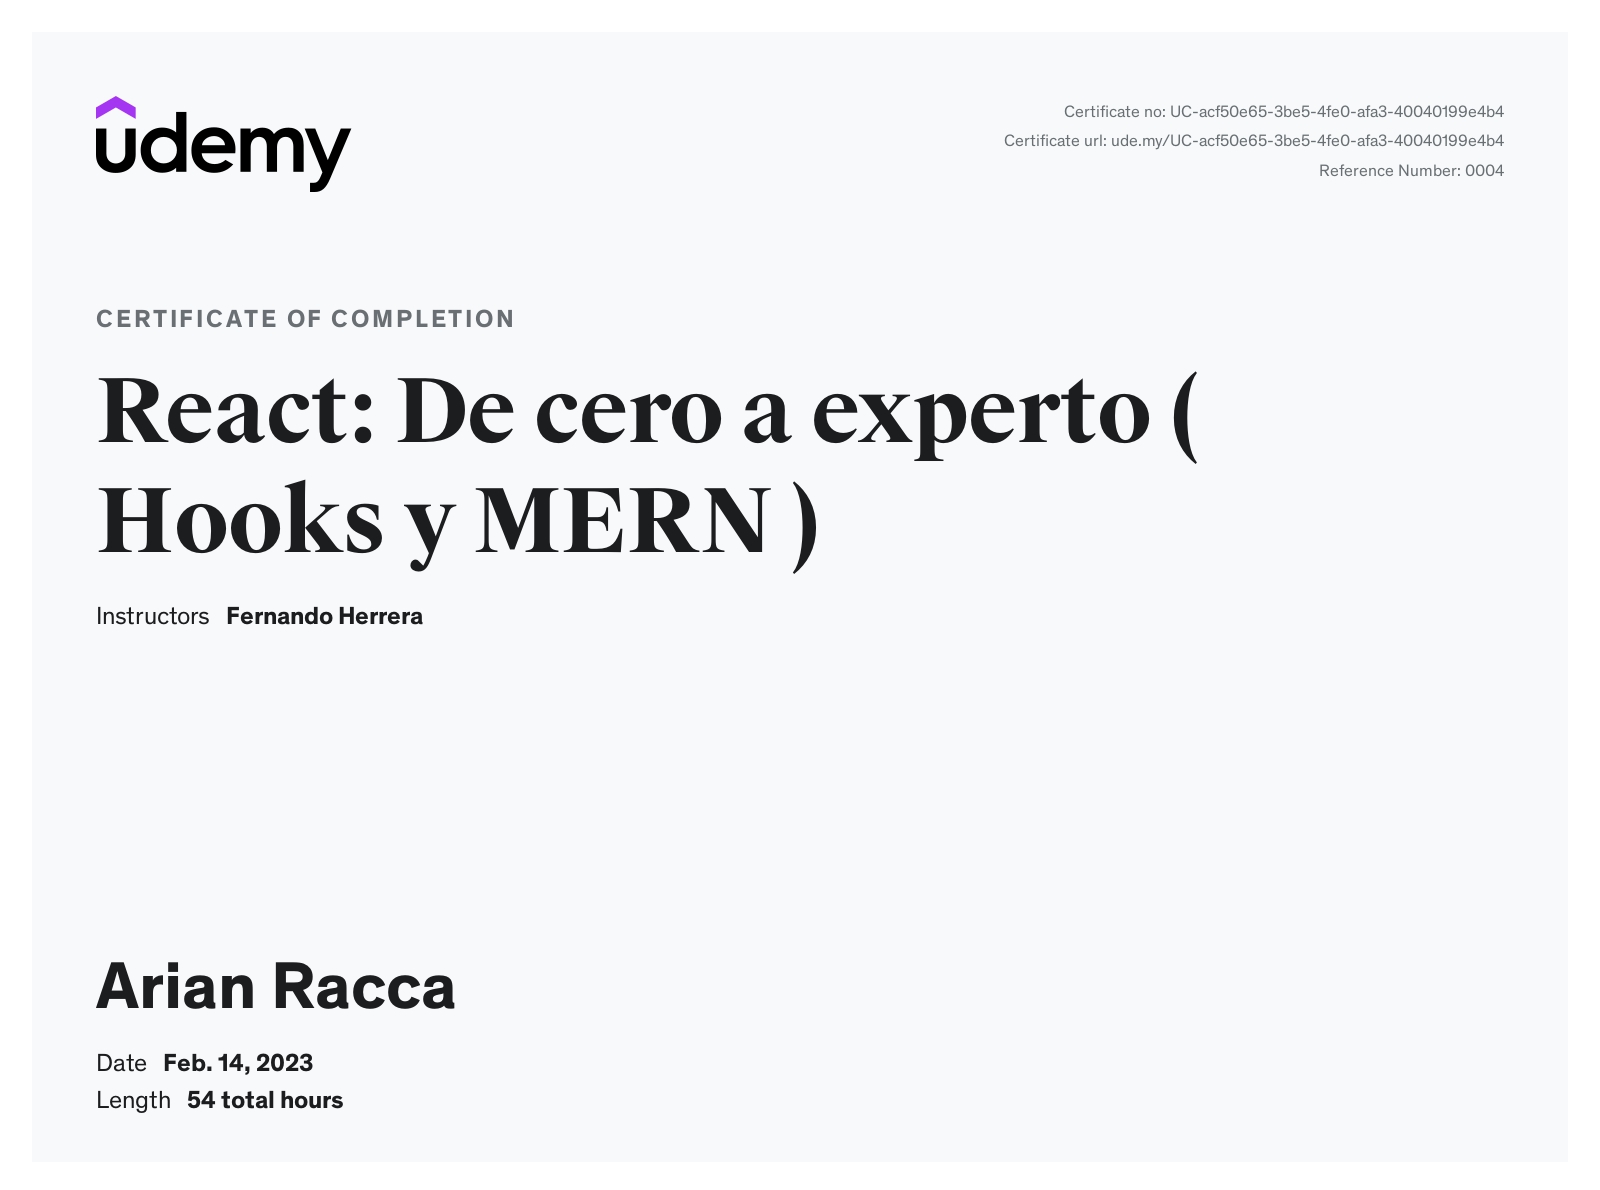 udemy
Certificate no: UC-acf50e65-3be5-4fe0-afa3-40040199e4b4
Certificate url: ude.my/UC-acf50e65-3be5-4fe0-afa3-40040199e4b4
Reference Number: 0004
CERTIFICATE OF COMPLETION
React: De cero a experto (
Hooks y MERN )
Instructors Fernando Herrera
Arian Racca
Date Feb. 14, 2023
Length 54 total hours